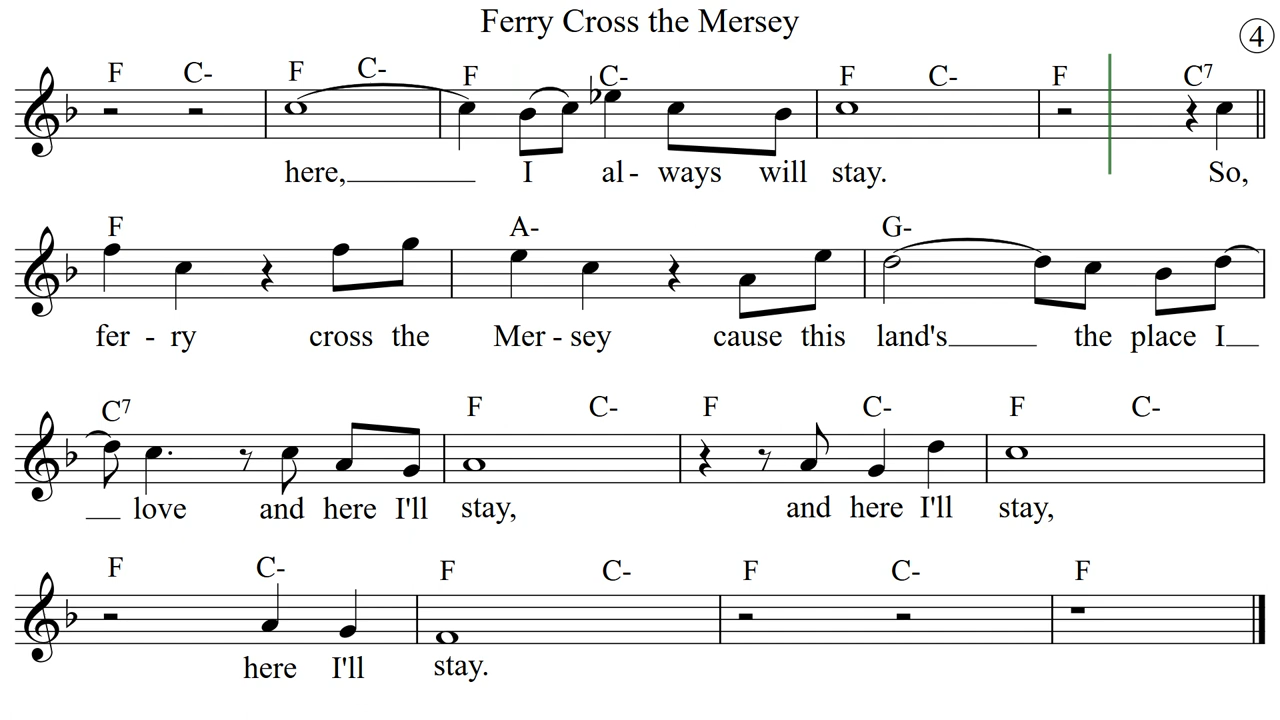 Ferry Cross the Mersey
4
F C- F C- F C- F C- F C7
here, I al - ways will stay. So,
F A- G-
fer - ry cross the Mer - sey cause this land's the place I
C7 F C- F C- F C-
love and here I'll stay, and here I'll stay,
F C- F C- F C- F
here I'll stay.